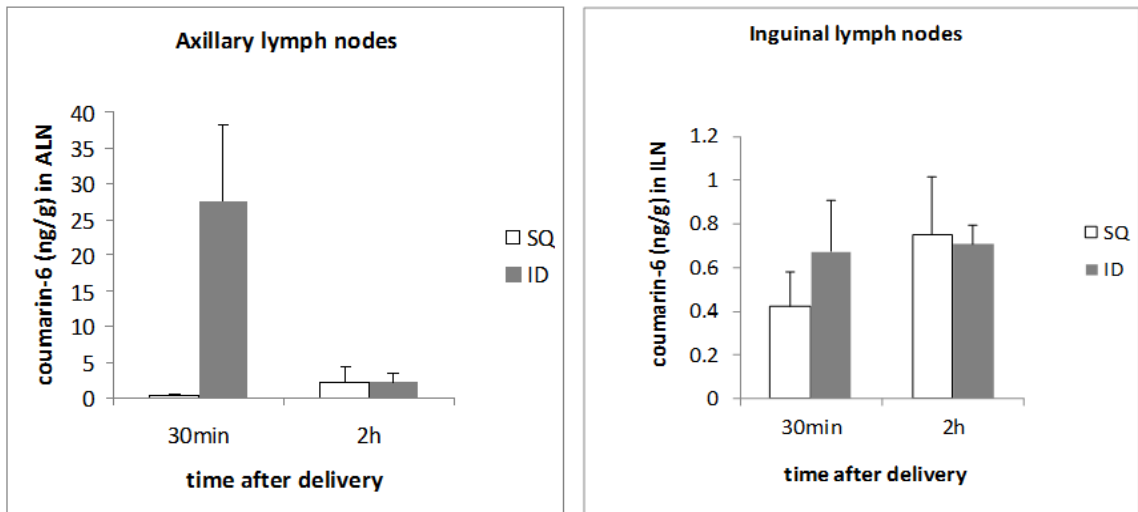 Axillary lymph nodes
coumarin-6 (ng/g) in ALN
40
35
30
25
20
15
10
5
0
30min 2h
time after delivery
SQ
ID
Inguinal lymph nodes
coumarin-6 (ng/g) in ILN
1.2
1
0.8
0.6
0.4
0.2
0
30min 2h
time after delivery
SQ
ID